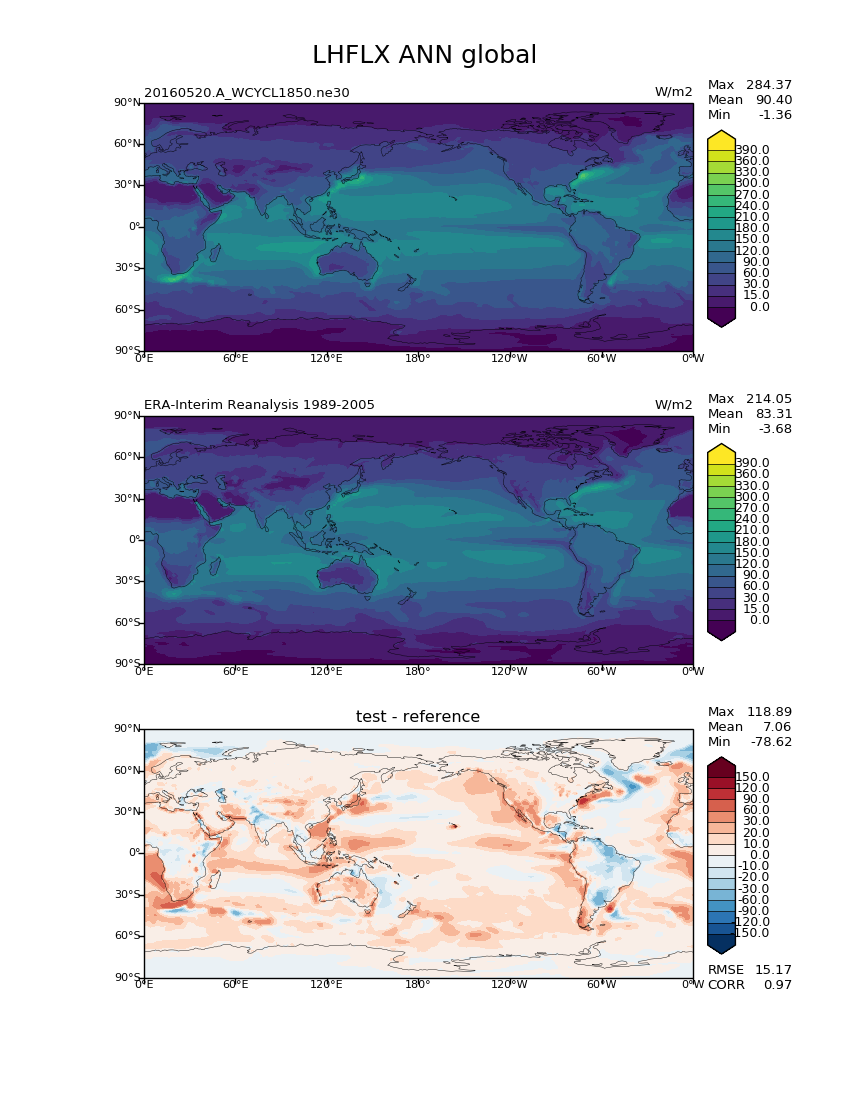 LHFLX ANN global
20160520.A_WCYCL1850.ne30 W/m2
Max 284.37
Mean 90.40
Min -1.36
90°N
60°N
30°N
0°
30°S
60°S
90°S
0°E 60°E 120°E 180° 120°W 60°W 0°W
390.0
360.0
330.0
300.0
270.0
240.0
210.0
180.0
150.0
120.0
90.0
60.0
30.0
15.0
0.0
ERA-Interim Reanalysis 1989-2005 W/m2
Max 214.05
Mean 83.31
Min -3.68
90°N
60°N
30°N
0°
30°S
60°S
90°S
0°E 60°E 120°E 180° 120°W 60°W 0°W
390.0
360.0
330.0
300.0
270.0
240.0
210.0
180.0
150.0
120.0
90.0
60.0
30.0
15.0
0.0
test - reference
Max 118.89
Mean 7.06
Min -78.62
90°N
60°N
30°N
0°
30°S
60°S
90°S
0°E 60°E 120°E 180° 120°W 60°W 0°W
150.0
120.0
90.0
60.0
30.0
20.0
10.0
0.0
-10.0
-20.0
-30.0
-60.0
-90.0
-120.0
-150.0
RMSE 15.17
CORR 0.97